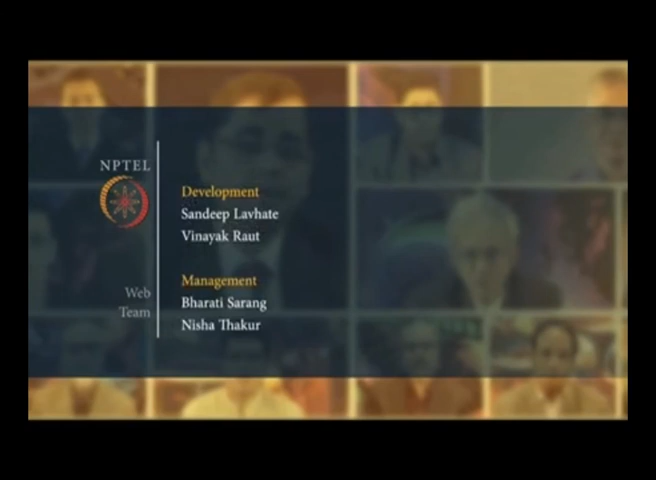 NPTEL
Web
Team
Development
Sandeep Lavhate
Vinayak Raut
Management
Bharati Sarang
Nisha Thakur